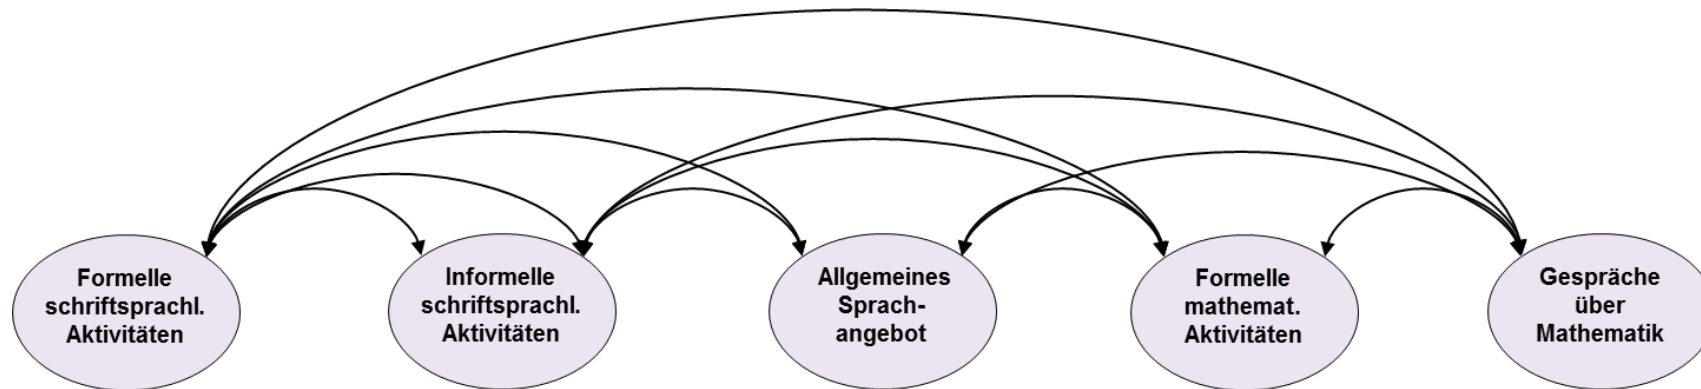 Formelle
schriftsprachl.
Aktivitäten
Informelle
schriftsprachl.
Aktivitäten
Allgemeines
Sprach-
angebot
Formelle
mathemat.
Aktivitäten
Gespräche
über
Mathematik